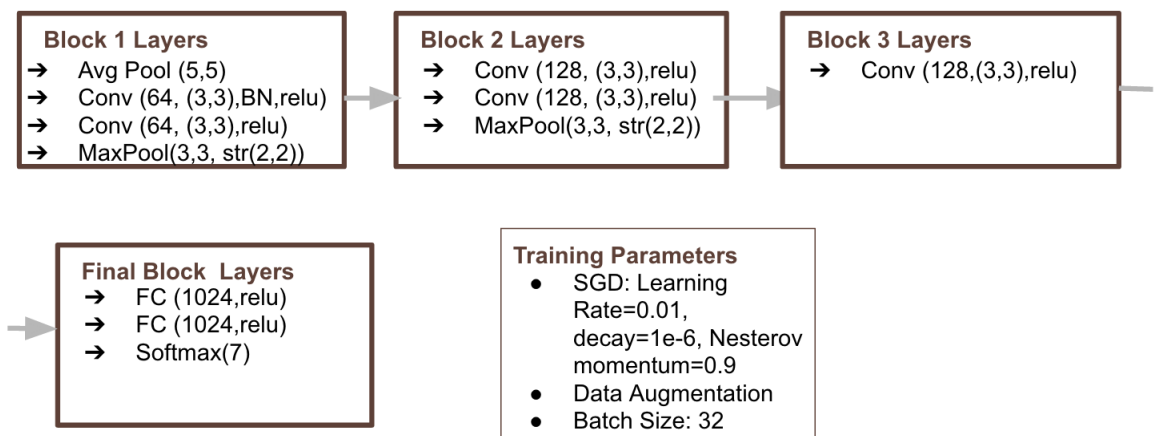 Block 1 Layers
➔ Avg Pool (5,5)
➔ Conv (64, (3,3),BN,relu)
➔ Conv (64, (3,3),relu)
➔ MaxPool(3,3, str(2,2))
Block 2 Layers
➔ Conv (128, (3,3),relu)
➔ Conv (128, (3,3),relu)
➔ MaxPool(3,3, str(2,2))
Block 3 Layers
➔ Conv (128,(3,3),relu)
Final Block Layers
➔ FC (1024,relu)
➔ FC (1024,relu)
➔ Softmax(7)
Training Parameters
● SGD: Learning
Rate=0.01,
decay=1e-6, Nesterov
momentum=0.9
● Data Augmentation
● Batch Size: 32